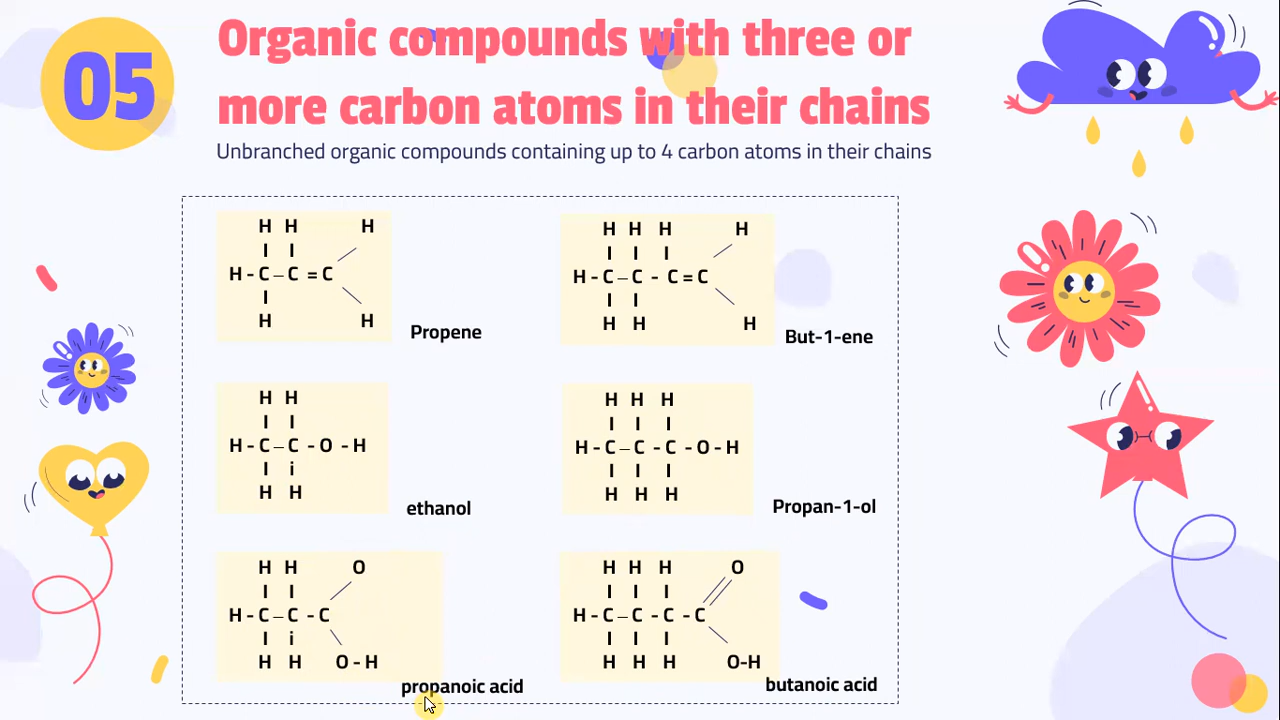 05
Organic compounds with three or
more carbon atoms in their chains
Unbranched organic compounds containing up to 4 carbon atoms in their chains
H H H
H - C – C = C
H H
Propene
H H H H
H - C – C - C = C
H H H
But-1-ene
H H
H - C – C - O - H
i
H H
ethanol
H H H
H - C – C - C - O - H
H H H
Propan-1-ol
H H O
H - C – C - C
i
H H O - H
propanoic acid
H H H O
H - C – C - C - C
H H H O-H
butanoic acid